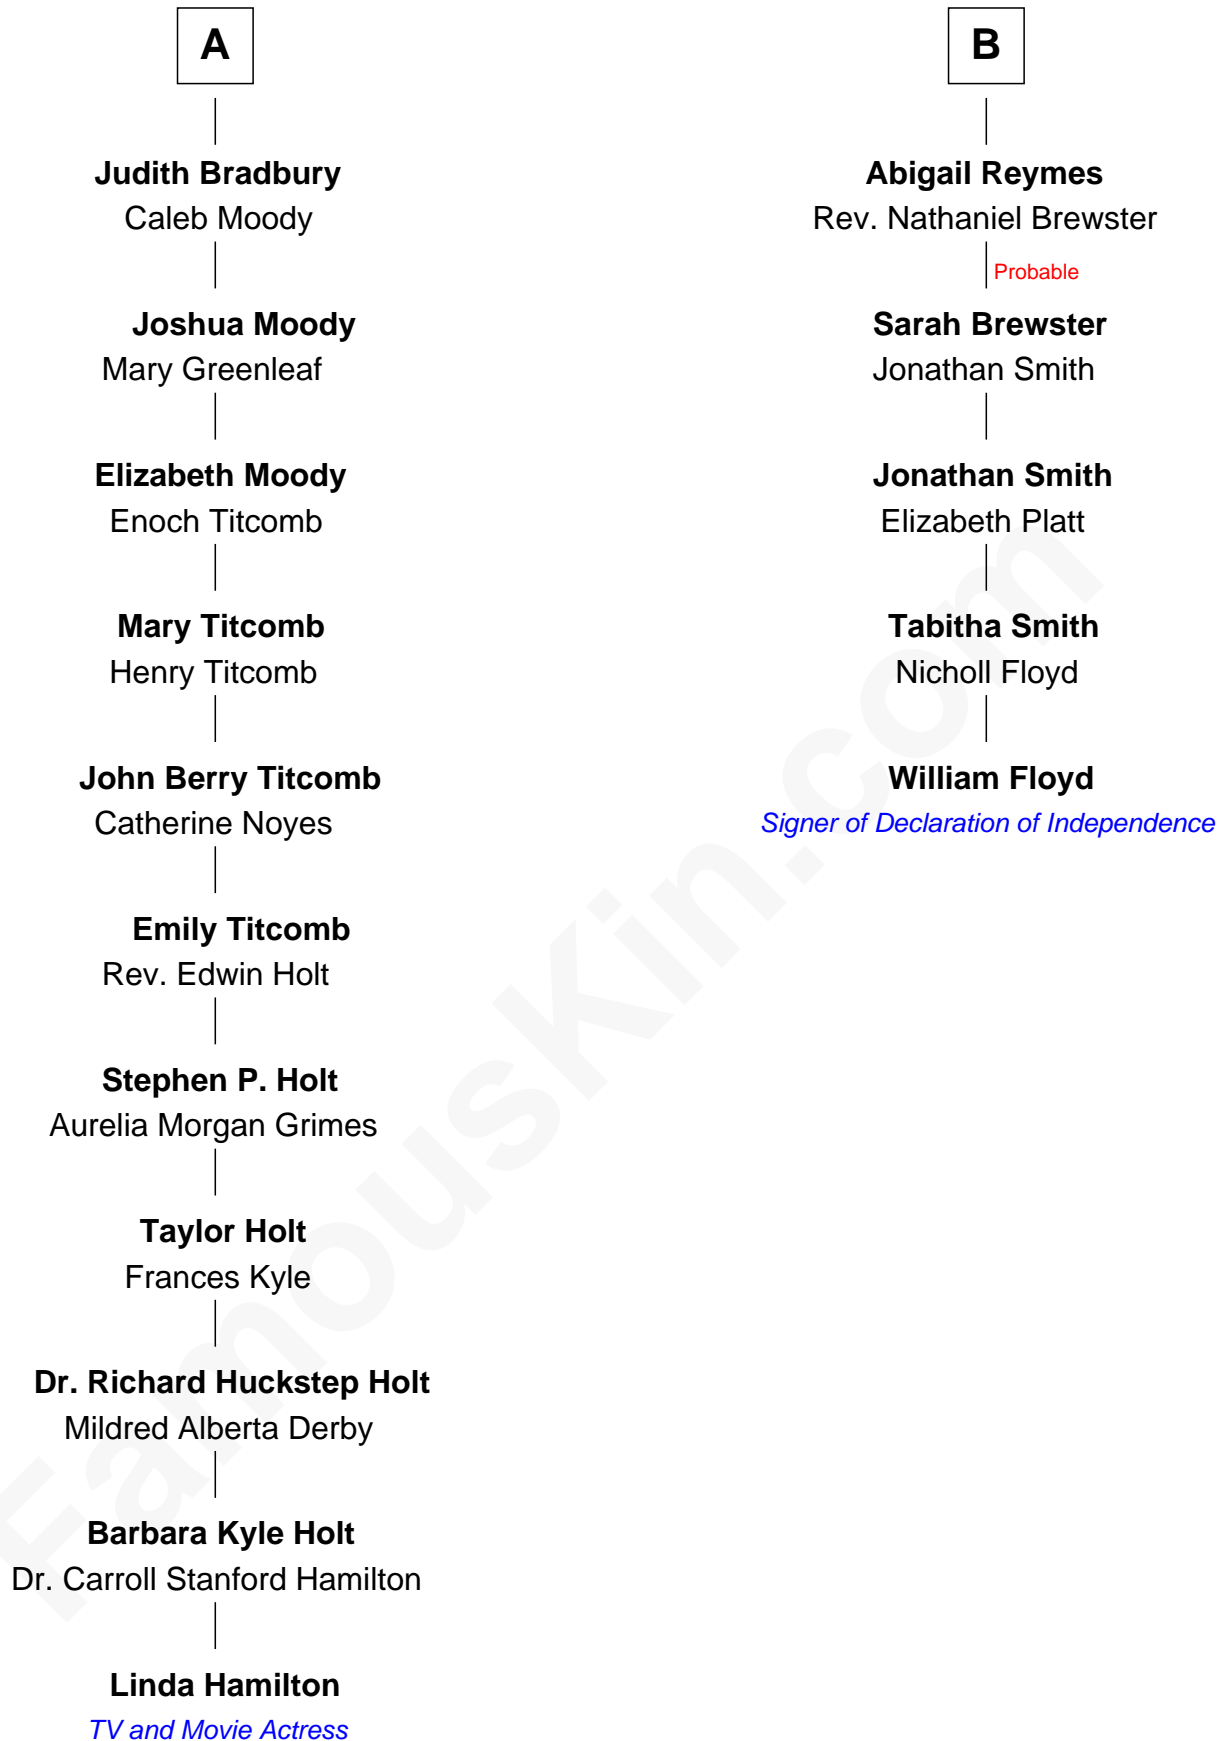 A
Judith Bradbury
Caleb Moody
Joshua Moody
Mary Greenleaf
Elizabeth Moody
Enoch Titcomb
Mary Titcomb
Henry Titcomb
John Berry Titcomb
Catherine Noyes
Emily Titcomb
Rev. Edwin Holt
Stephen P. Holt
Aurelia Morgan Grimes
Taylor Holt
Frances Kyle
Dr. Richard Huckstep Holt
Mildred Alberta Derby
Barbara Kyle Holt
Dr. Carroll Stanford Hamilton
Linda Hamilton
TV and Movie Actress
B
Abigail Reymes
Rev. Nathaniel Brewster
Probable
Sarah Brewster
Jonathan Smith
Jonathan Smith
Elizabeth Platt
Tabitha Smith
Nicholl Floyd
William Floyd
Signer of Declaration of Independence
FamousKin.com